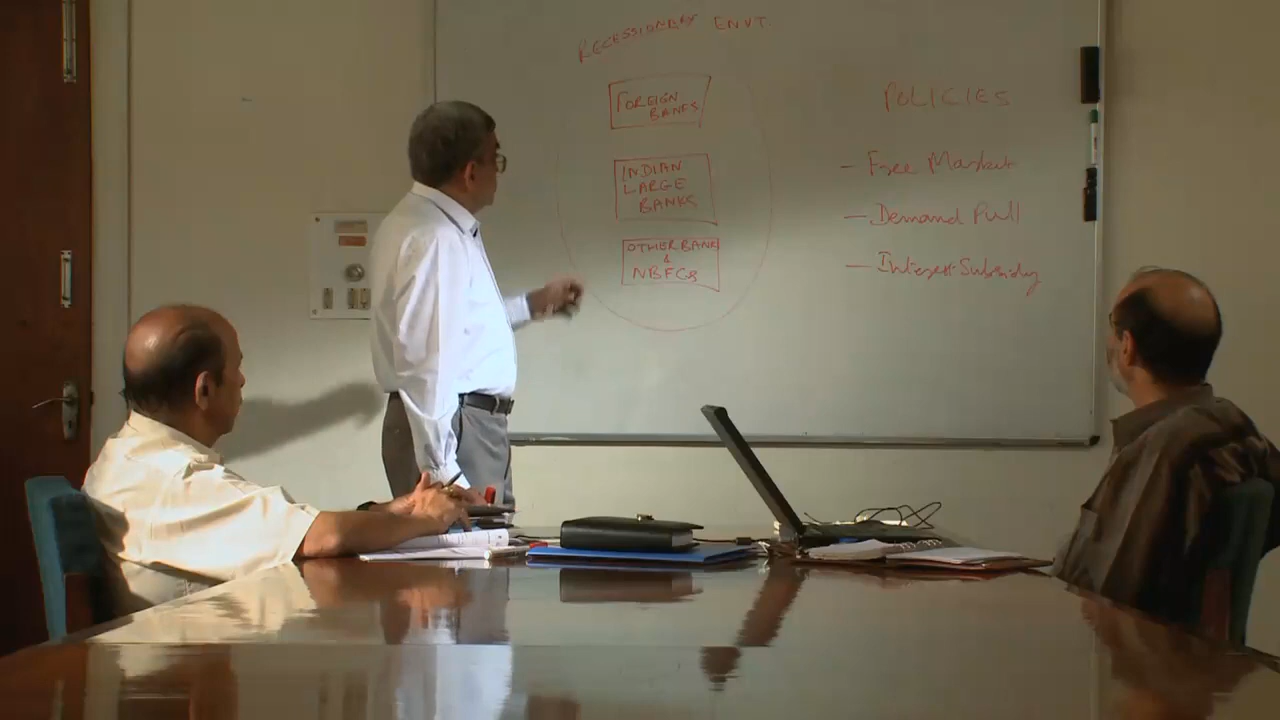 RECESSIONARY ENVT.
FOREIGN
BANKS
INDIAN
LARGE
BANKS
OTHER BANK
&
NBFCs
POLICIES
- Free Market
- Demand Pull
- Interest Subsidy